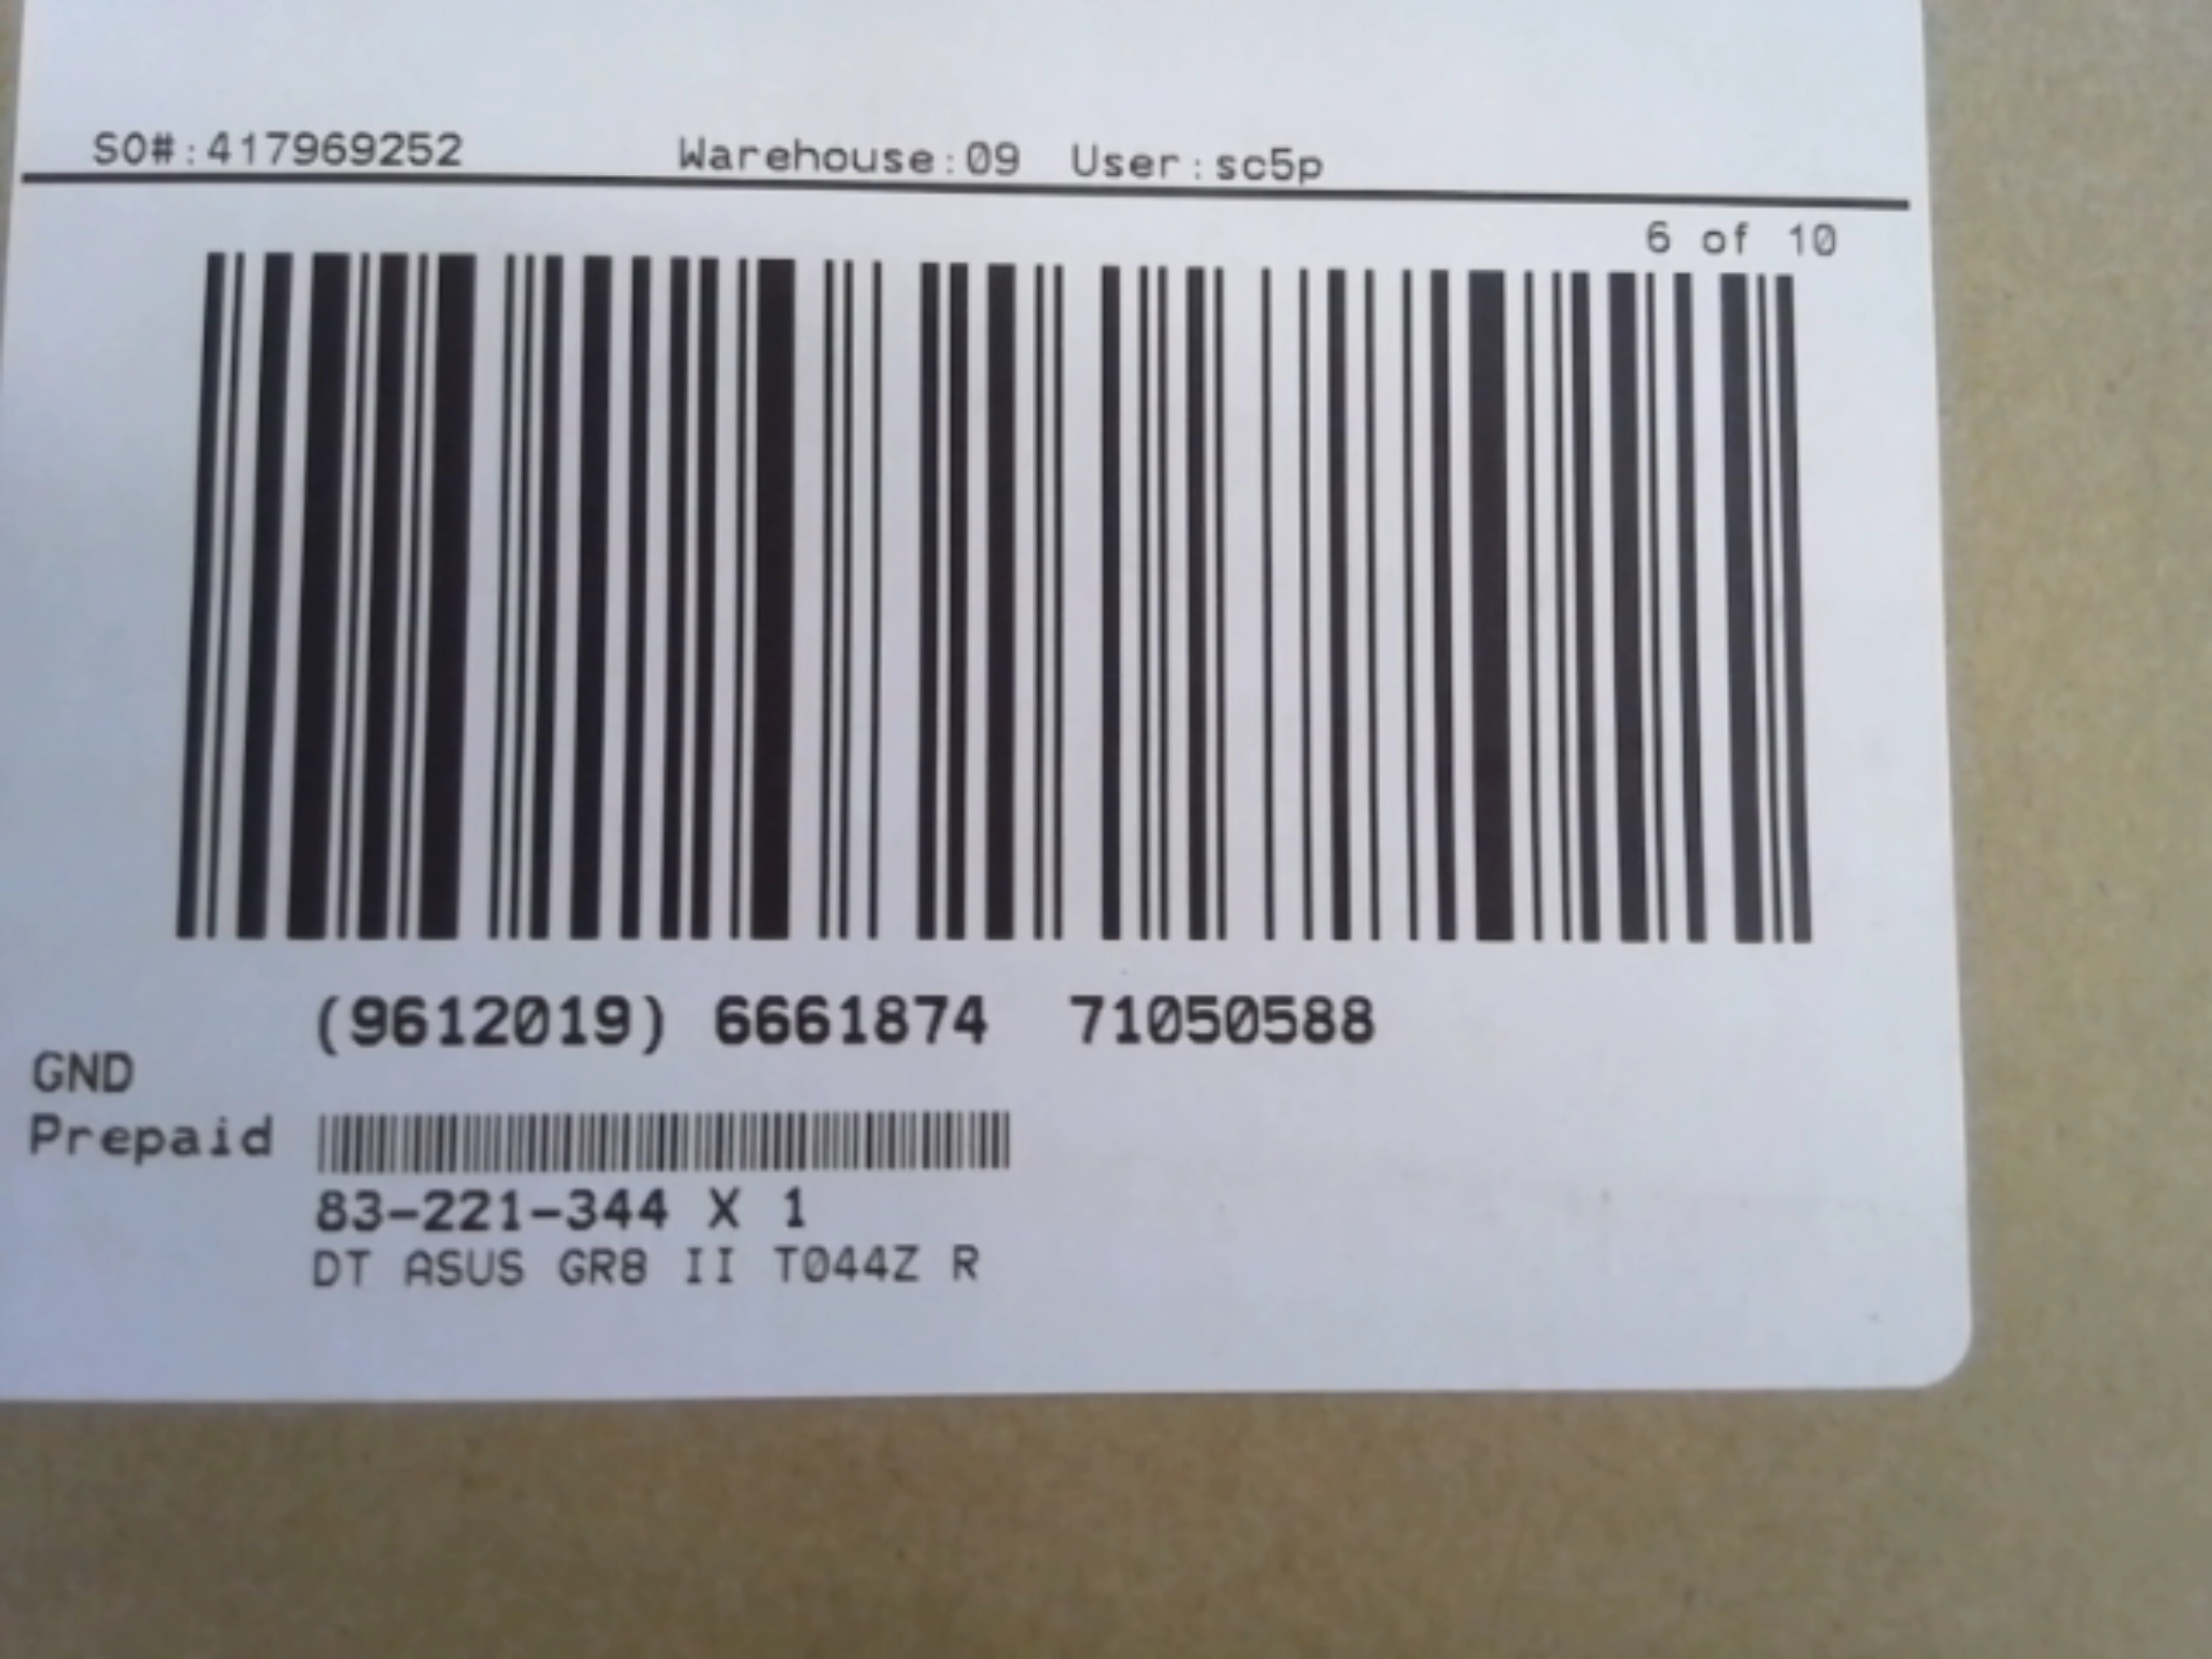 SO#:417969252 Warehouse:09 User:sc5p
6 of 10
(9612019) 6661874 71050588
GND
Prepaid
83-221-344 X 1
DT ASUS GR8 II T044Z R